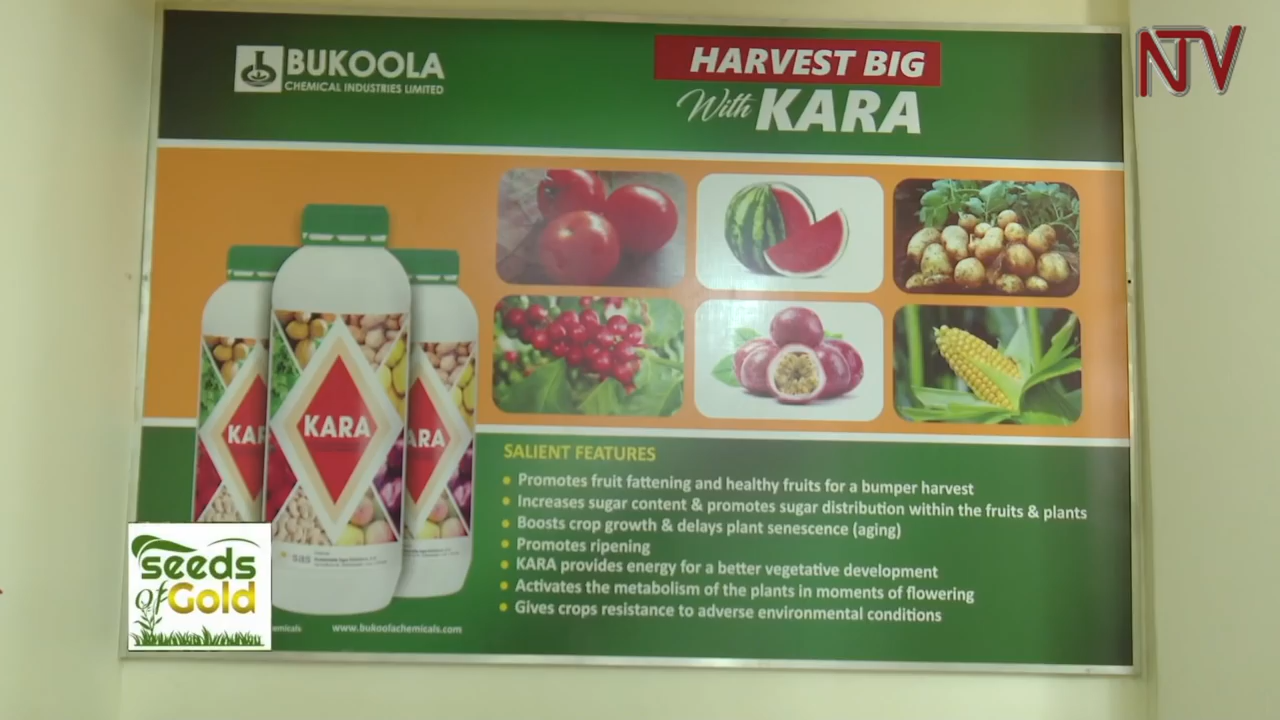 BUKOOLA
CHEMICAL INDUSTRIES LIMITED
HARVEST BIG
With KARA
NTV
KARA
KARA
ARA
SALIENT FEATURES
Promotes fruit fattening and healthy fruits for a bumper harvest
Increases sugar content & promotes sugar distribution within the fruits & plants
Boosts crop growth & delays plant senescence (aging)
Promotes ripening
KARA provides energy for a better vegetative development
Activates the metabolism of the plants in moments of flowering
Gives crops resistance to adverse environmental conditions
sas
seeds
of Gold
emicals
www.bukoolachemicals.com